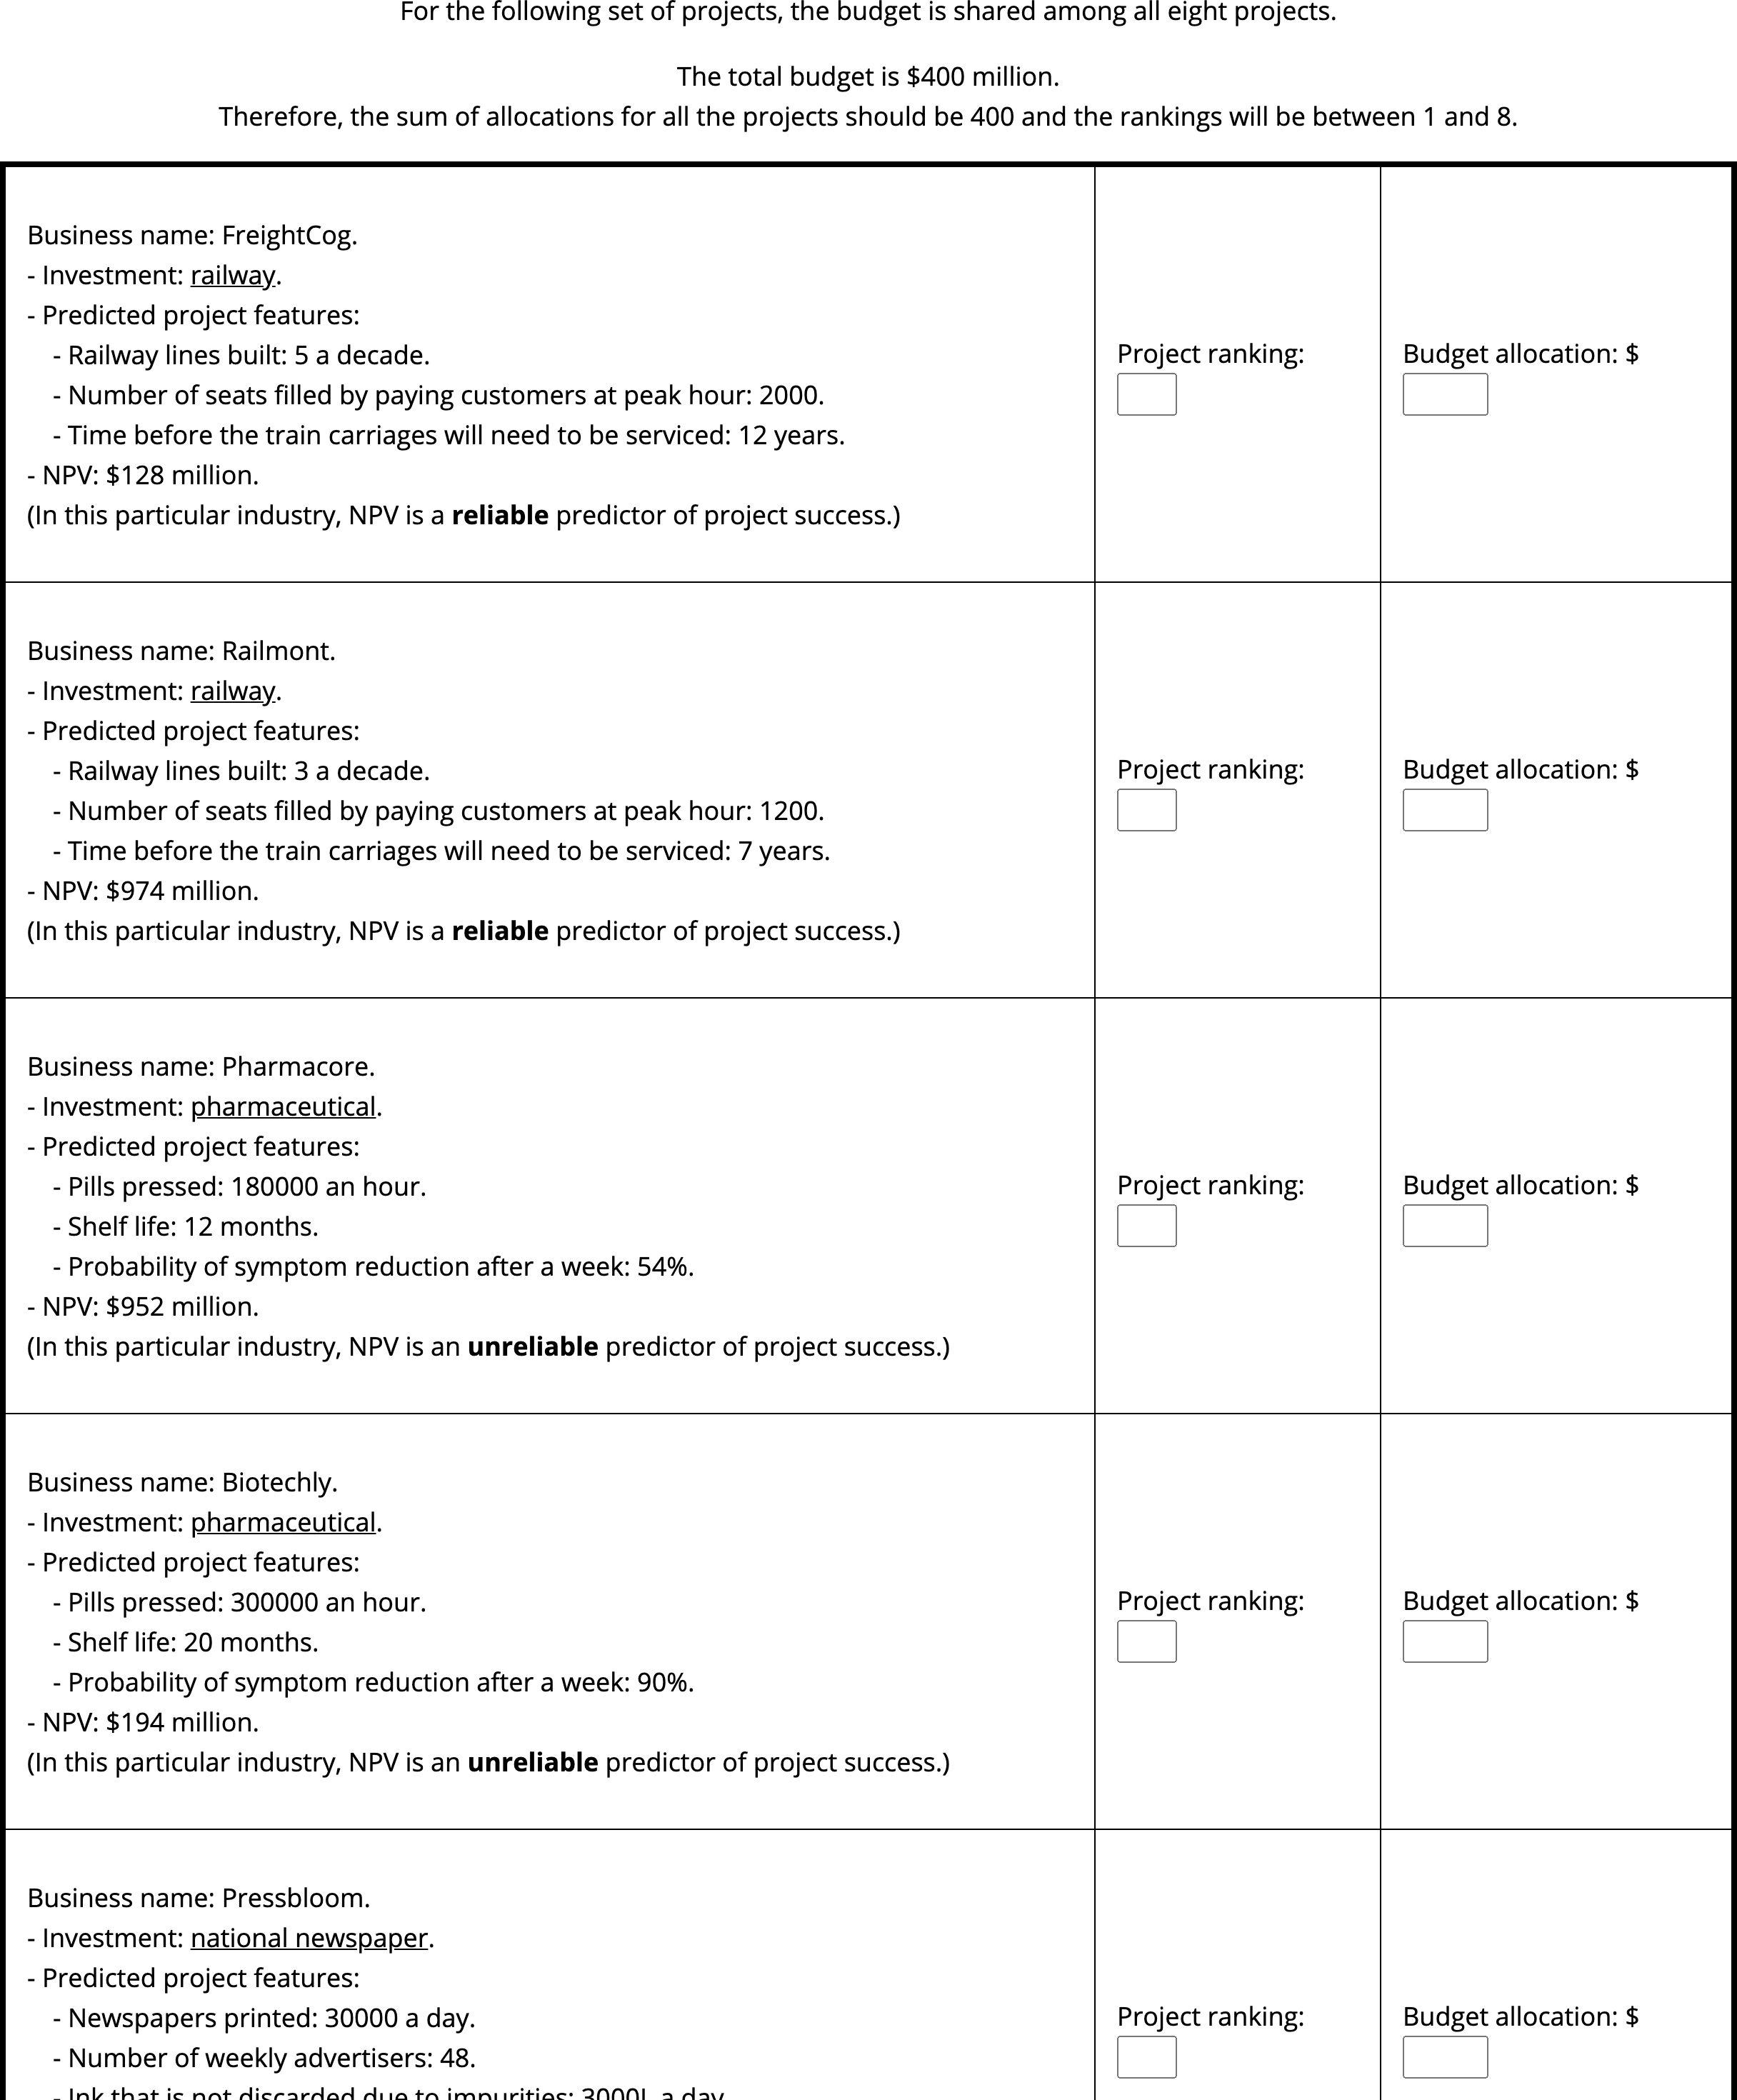 For the following set of projects, the budget is shared among all eight projects.
The total budget is $400 million.
Therefore, the sum of allocations for all the projects should be 400 and the rankings will be between 1 and 8.
Business name: FreightCog.
- Investment: railway.
- Predicted project features:
- Railway lines built: 5 a decade.
- Number of seats filled by paying customers at peak hour: 2000.
- Time before the train carriages will need to be serviced: 12 years.
- NPV: $128 million.
(In this particular industry, NPV is a reliable predictor of project success.)
Project ranking:
Budget allocation: $
Business name: Railmont.
- Investment: railway.
- Predicted project features:
- Railway lines built: 3 a decade.
- Number of seats filled by paying customers at peak hour: 1200.
- Time before the train carriages will need to be serviced: 7 years.
- NPV: $974 million.
(In this particular industry, NPV is a reliable predictor of project success.)
Project ranking:
Budget allocation: $
Business name: Pharmacore.
- Investment: pharmaceutical.
- Predicted project features:
- Pills pressed: 180000 an hour.
- Shelf life: 12 months.
- Probability of symptom reduction after a week: 54%.
- NPV: $952 million.
(In this particular industry, NPV is an unreliable predictor of project success.)
Project ranking:
Budget allocation: $
Business name: Biotechly.
- Investment: pharmaceutical.
- Predicted project features:
- Pills pressed: 300000 an hour.
- Shelf life: 20 months.
- Probability of symptom reduction after a week: 90%.
- NPV: $194 million.
(In this particular industry, NPV is an unreliable predictor of project success.)
Project ranking:
Budget allocation: $
Business name: Pressbloom.
- Investment: national newspaper.
- Predicted project features:
- Newspapers printed: 30000 a day.
- Number of weekly advertisers: 48.
- Ink that is not discarded due to impurities: 3000L a day.
Project ranking:
Budget allocation: $